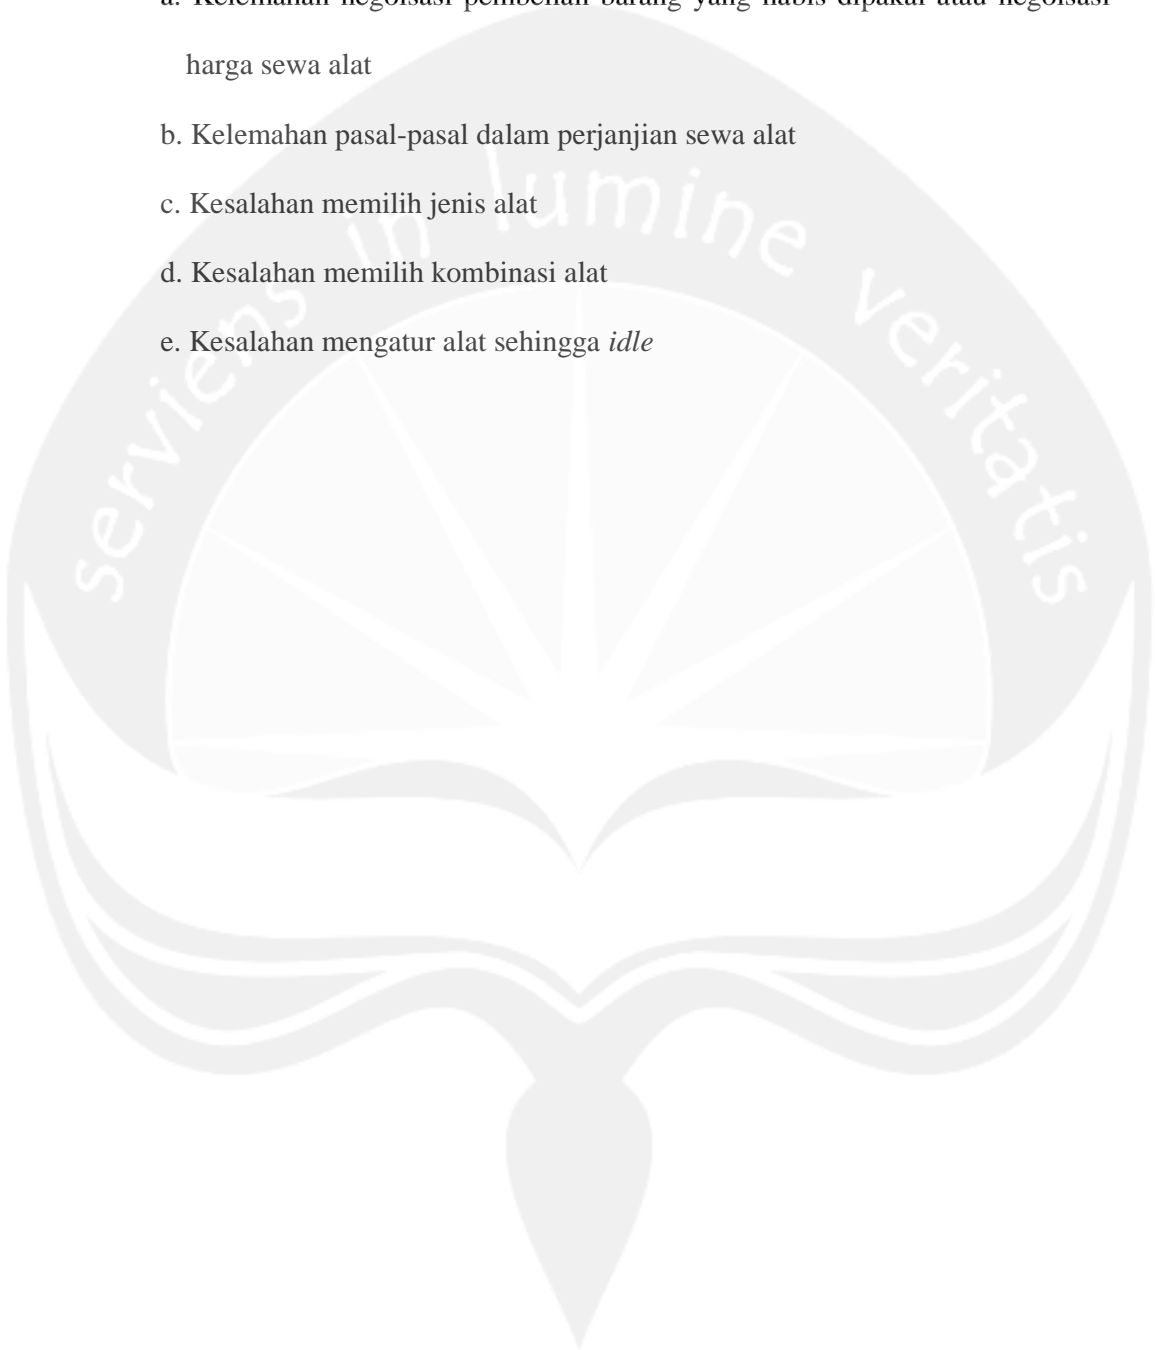 a. Kelemahan negoisasi pembelian barang yang habis dipakai atau negoisasi
harga sewa alat
b. Kelemahan pasal-pasal dalam perjanjian sewa alat
c. Kesalahan memilih jenis alat
d. Kesalahan memilih kombinasi alat
e. Kesalahan mengatur alat sehingga idle
serviens in lumine veritatis